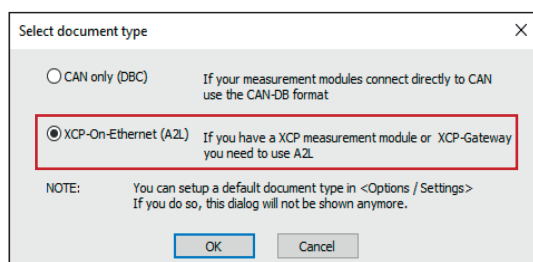 Select document type
CAN only (DBC)
If your measurement modules connect directly to CAN
use the CAN-DB format
XCP-On-Ethernet (A2L)
If you have a XCP measurement module or XCP-Gateway
you need to use A2L
NOTE:
You can setup a default document type in <Options / Settings>
If you do so, this dialog will not be shown anymore.
OK
Cancel